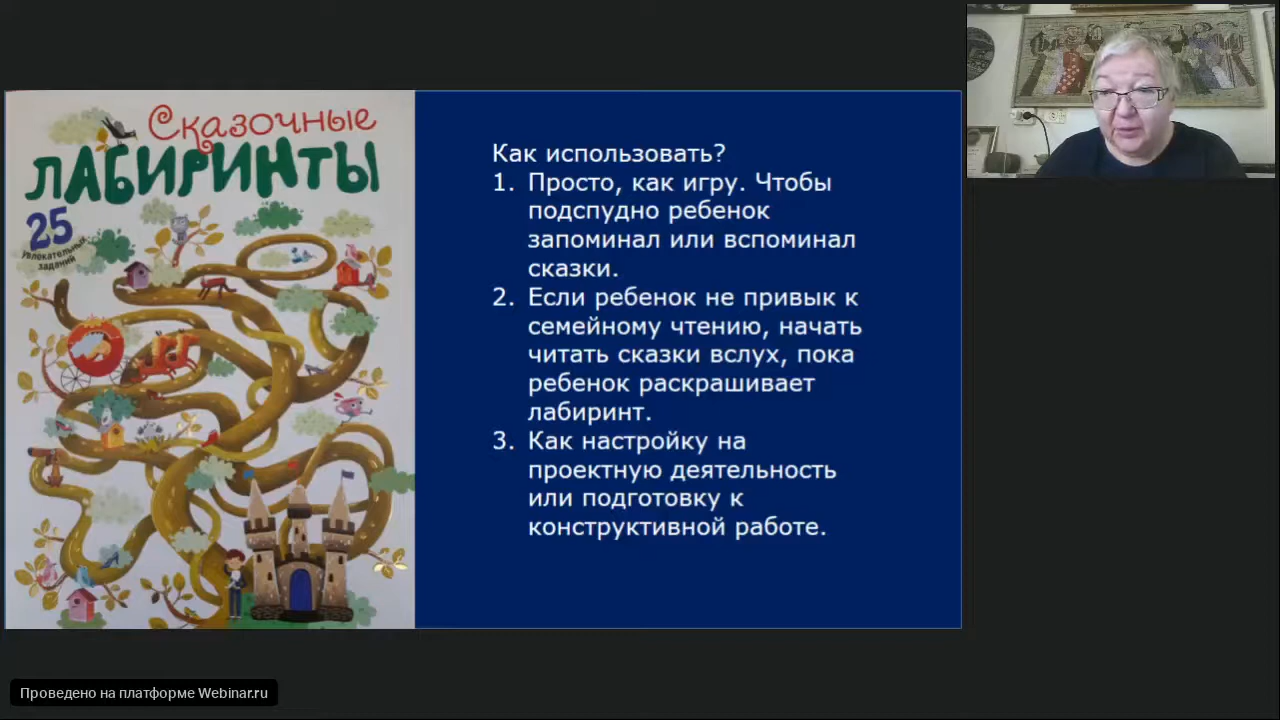 Сказочные
ЛАБИРИНТЫ
25
увлекательных
заданий
Как использовать?
1. Просто, как игру. Чтобы
подспудно ребенок
запоминал или вспоминал
сказки.
2. Если ребенок не привык к
семейному чтению, начать
читать сказки вслух, пока
ребенок раскрашивает
лабиринт.
3. Как настройку на
проектную деятельность
или подготовку к
конструктивной работе.
Проведено на платформе Webinar.ru